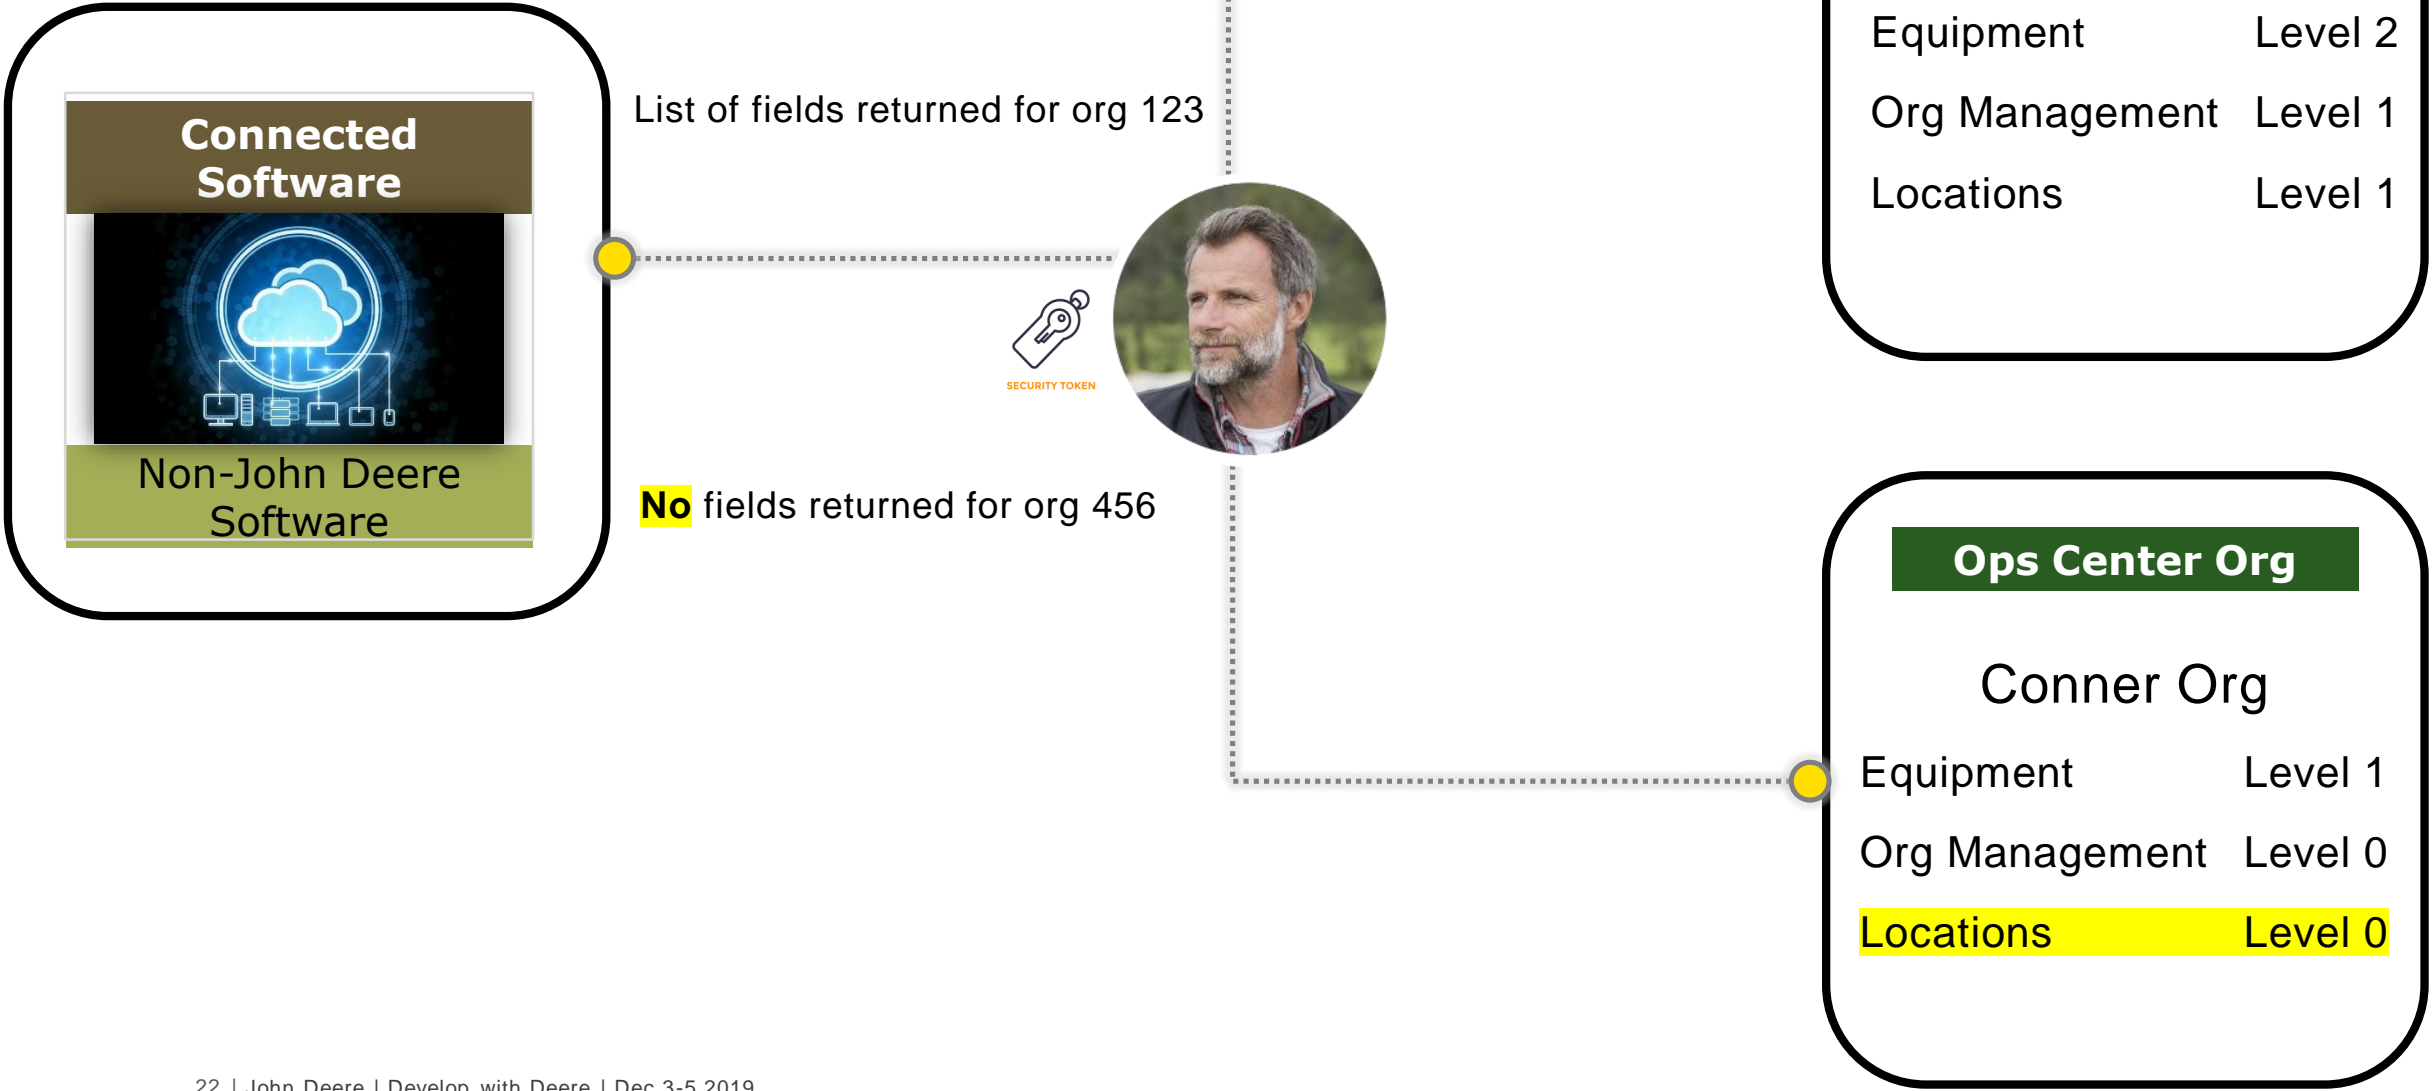 Equipment Level 2
Org Management Level 1
Locations Level 1
List of fields returned for org 123
Connected
Software
Non-John Deere
Software
SECURITY TOKEN
No fields returned for org 456
Ops Center Org
Conner Org
Equipment Level 1
Org Management Level 0
Locations Level 0
22 | John Deere | Develop with Deere | Dec 3-5 2019